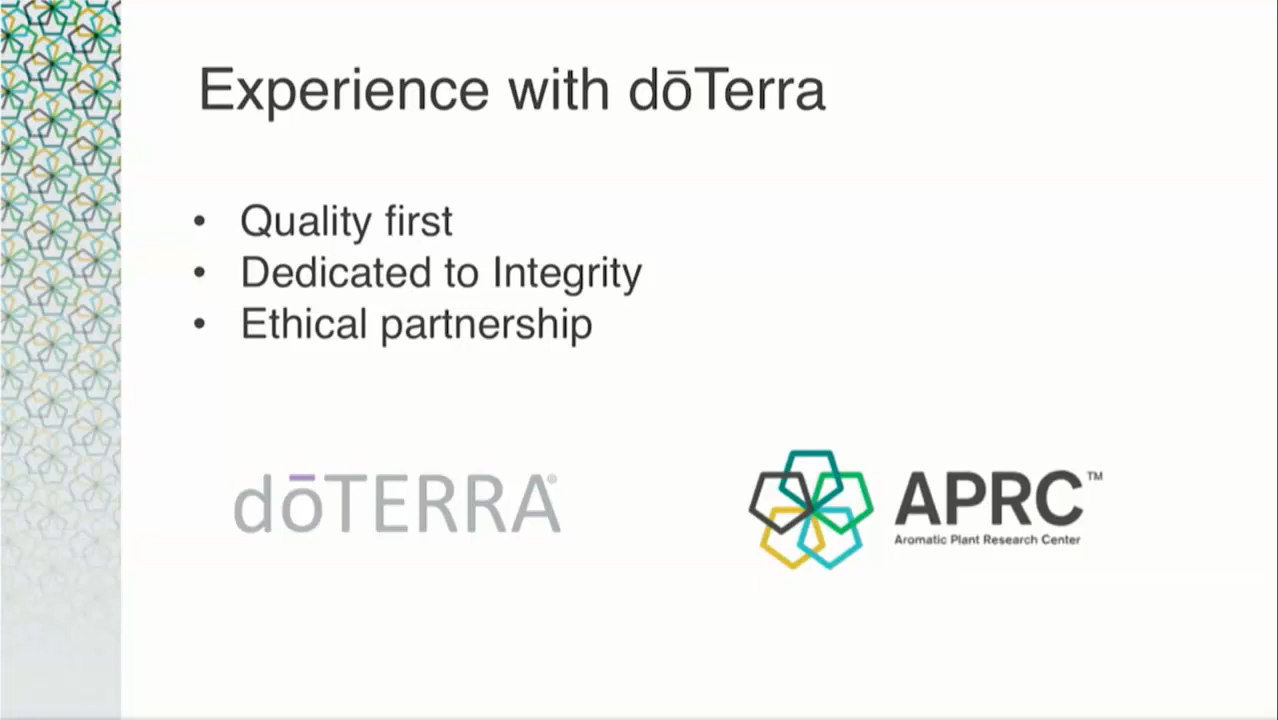 Experience with dōTerra
• Quality first
• Dedicated to Integrity
• Ethical partnership
dōTERRA®
APRC™
Aromatic Plant Research Center